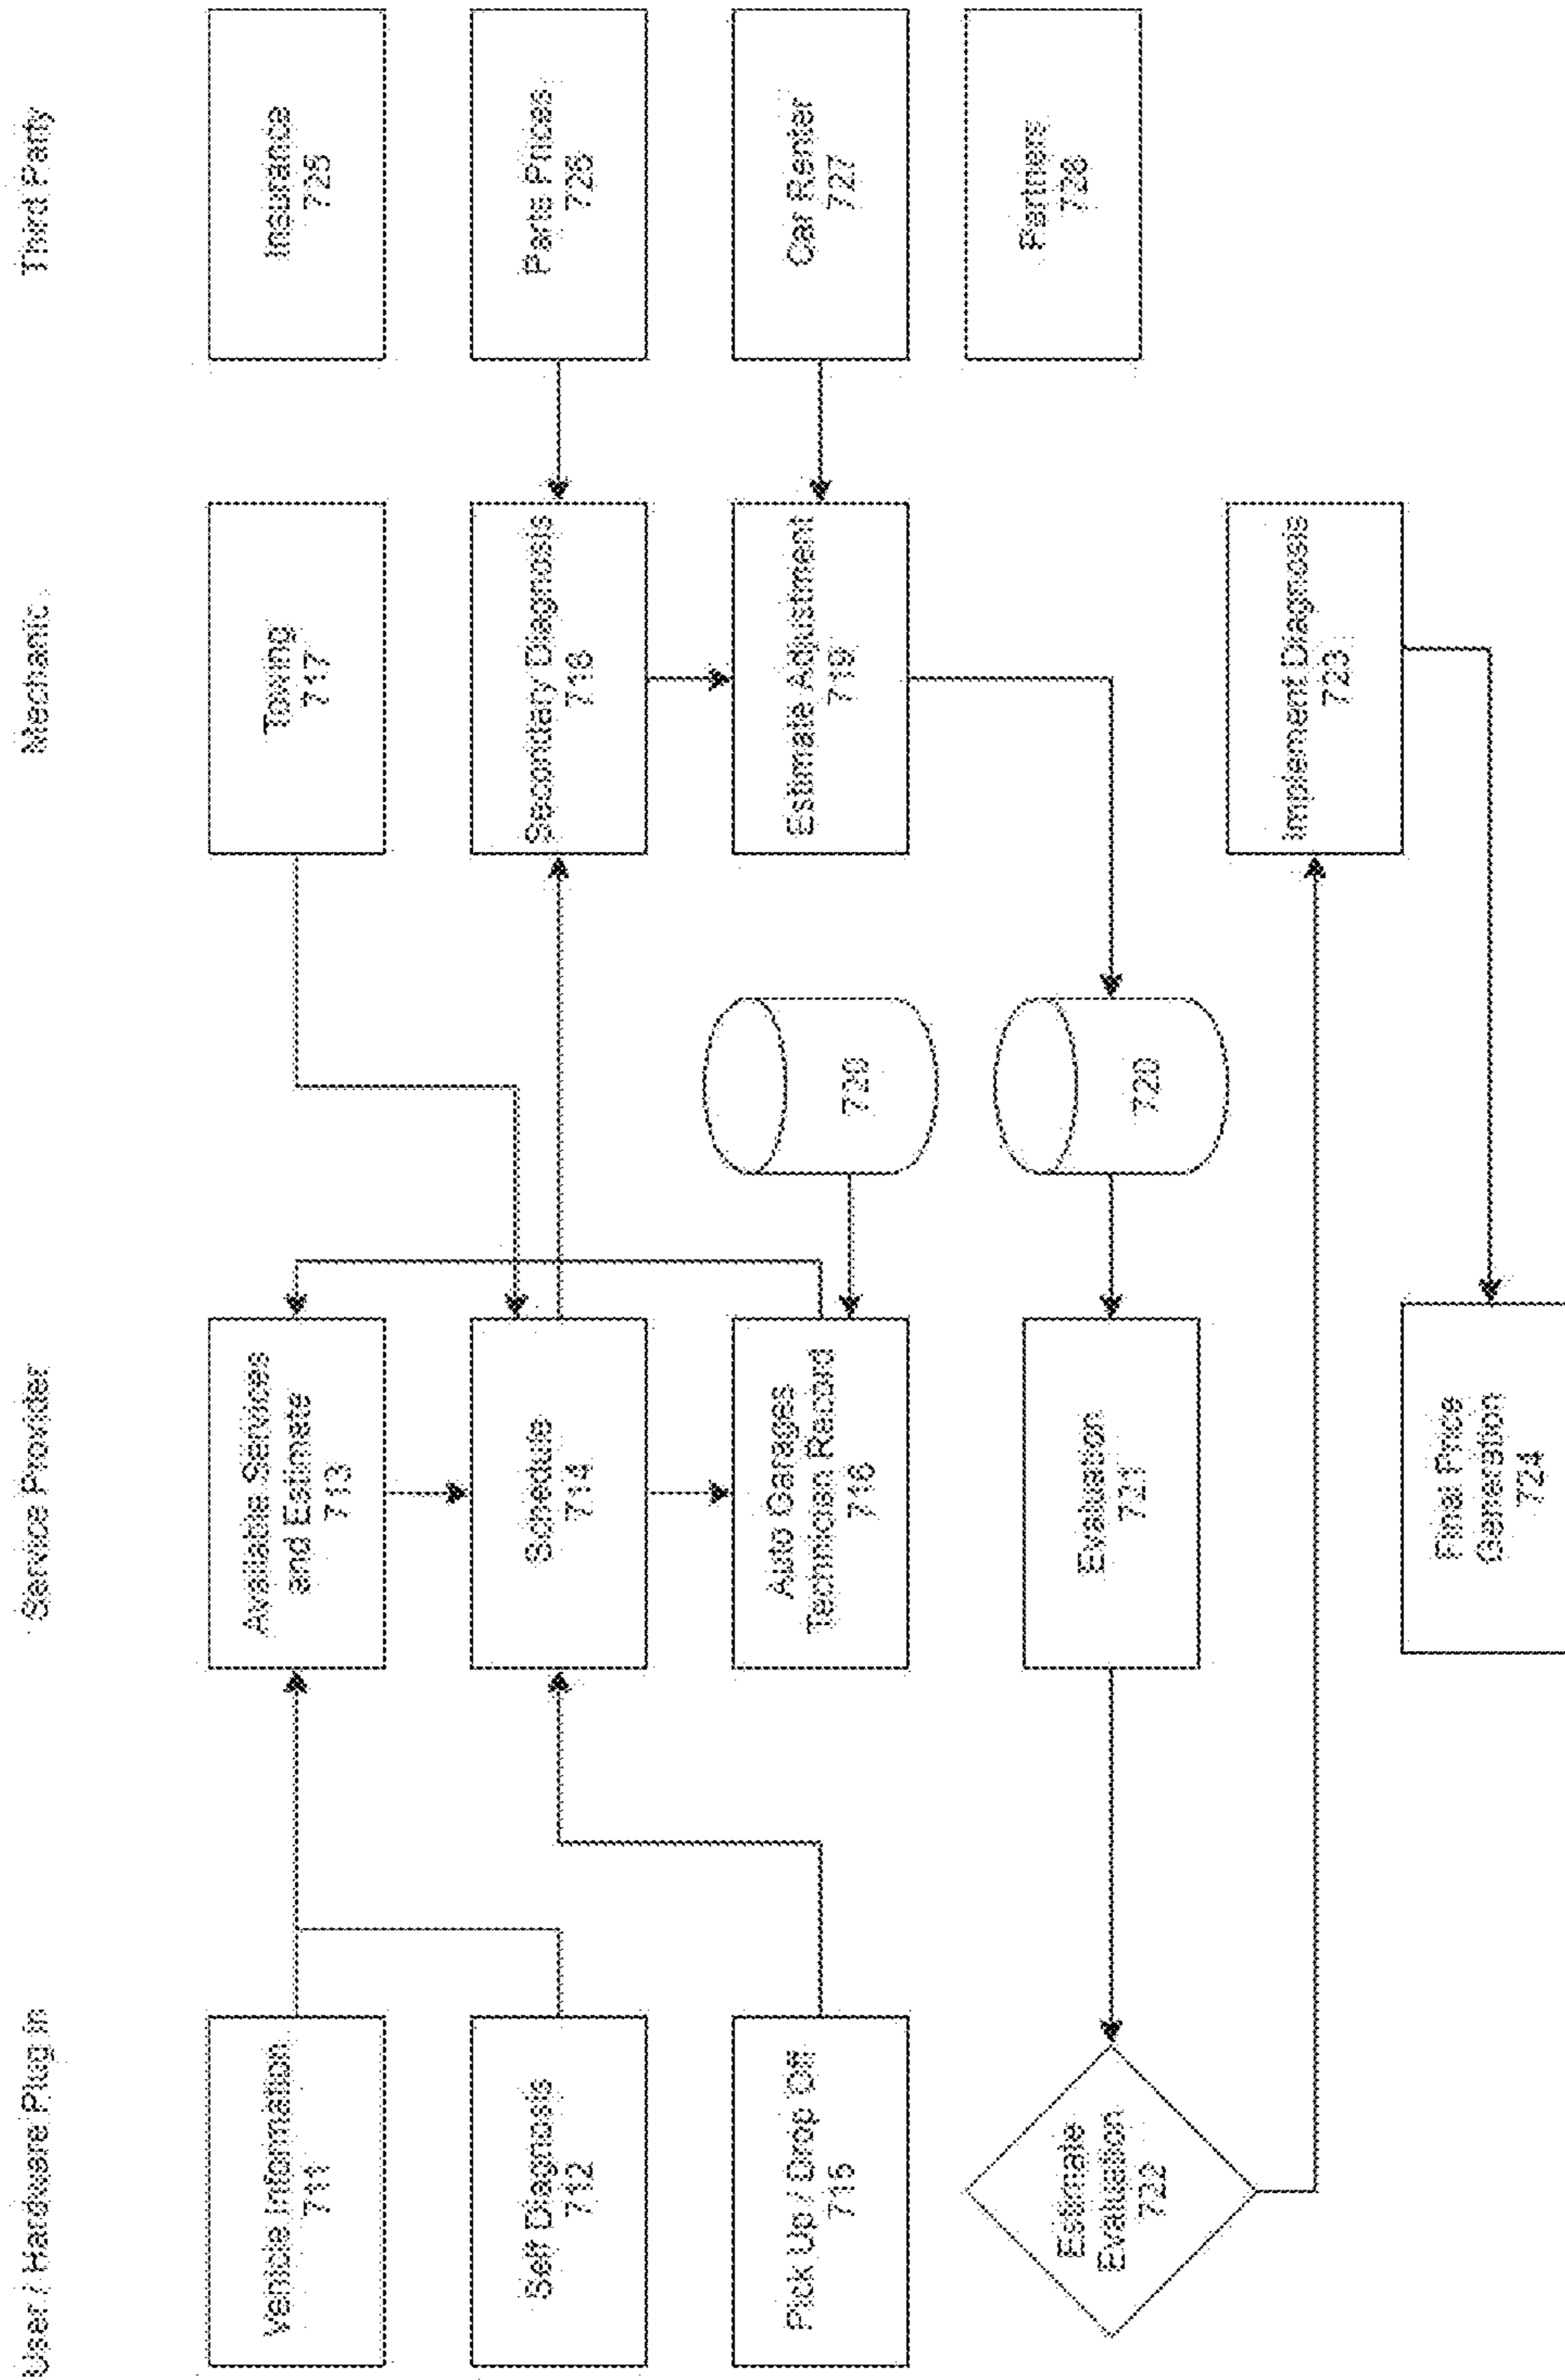 User / Hardware Plug in
Service Provider
Mechanic
Third Party
Vehicle Information
711
Available Services
and Estimate
713
Towing
717
Insurance
725
Self Diagnosis
712
Schedule
714
Secondary Diagnosis
718
Parts Prices
726
Pick Up / Drop Off
715
Auto Garages
Technician Record
716
720
Estimate Adjustment
719
Car Renter
727
Estimate
Evaluation
722
Evaluation
721
720
Partners
728
Implement Diagnosis
723
Final Price
Generation
724